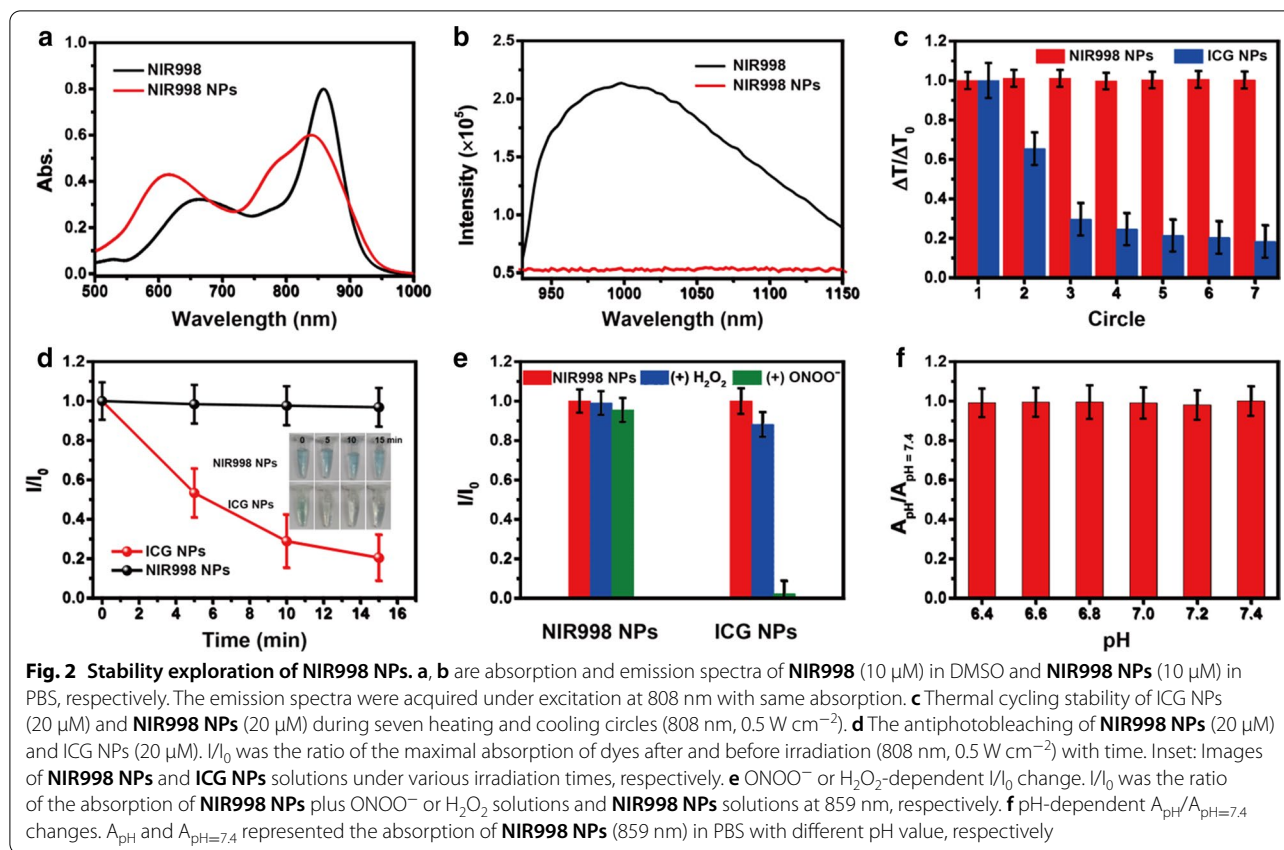 a
NIR998
NIR998 NPs
Abs.
1.2
1.0
0.8
0.6
0.4
0.2
0.0
500 600 700 800 900 1000
Wavelength (nm)
b
NIR998
NIR998 NPs
Intensity (×10⁵)
2.5
2.0
1.5
1.0
0.5
950 1000 1050 1100 1150
Wavelength (nm)
c
NIR998 NPs ICG NPs
ΔT/ΔT₀
1.2
1.0
0.8
0.6
0.4
0.2
0.0
1 2 3 4 5 6 7
Circle
d
I/I₀
1.2
1.0
0.8
0.6
0.4
0.2
0.0
0 5 10 15 min
NIR998 NPs
ICG NPs
ICG NPs
NIR998 NPs
0 2 4 6 8 10 12 14 16
Time (min)
e
NIR998 NPs (+) H₂O₂ (+) ONOO⁻
I/I₀
1.2
1.0
0.8
0.6
0.4
0.2
0.0
NIR998 NPs ICG NPs
f
A_pH/A_pH = 7.4
1.2
1.0
0.8
0.6
0.4
0.2
0.0
6.4 6.6 6.8 7.0 7.2 7.4
pH
Fig. 2 Stability exploration of NIR998 NPs. a, b are absorption and emission spectra of NIR998 (10 μM) in DMSO and NIR998 NPs (10 μM) in
PBS, respectively. The emission spectra were acquired under excitation at 808 nm with same absorption. c Thermal cycling stability of ICG NPs
(20 μM) and NIR998 NPs (20 μM) during seven heating and cooling circles (808 nm, 0.5 W cm⁻²). d The antiphotobleaching of NIR998 NPs (20 μM)
and ICG NPs (20 μM). I/I₀ was the ratio of the maximal absorption of dyes after and before irradiation (808 nm, 0.5 W cm⁻²) with time. Inset: Images
of NIR998 NPs and ICG NPs solutions under various irradiation times, respectively. e ONOO⁻ or H₂O₂-dependent I/I₀ change. I/I₀ was the ratio
of the absorption of NIR998 NPs plus ONOO⁻ or H₂O₂ solutions and NIR998 NPs solutions at 859 nm, respectively. f pH-dependent A_pH/A_pH=7.4
changes. A_pH and A_pH=7.4 represented the absorption of NIR998 NPs (859 nm) in PBS with different pH value, respectively